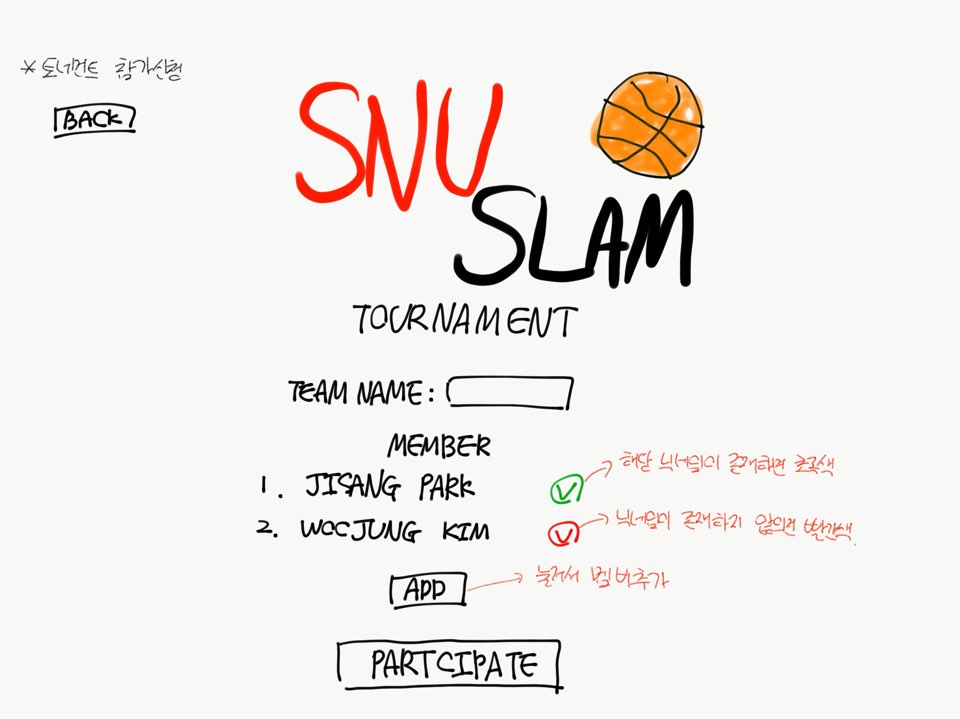 *토너먼트 참가신청
BACK
SNU
SLAM
TOURNAMENT
TEAM NAME:
MEMBER
1. JISANG PARK
해당 닉네임이 존재하면 초록색
2. WOOJUNG KIM
닉네임이 존재하지 않으면 빨간색.
ADD
눌러서 멤버추가
PARTCIPATE